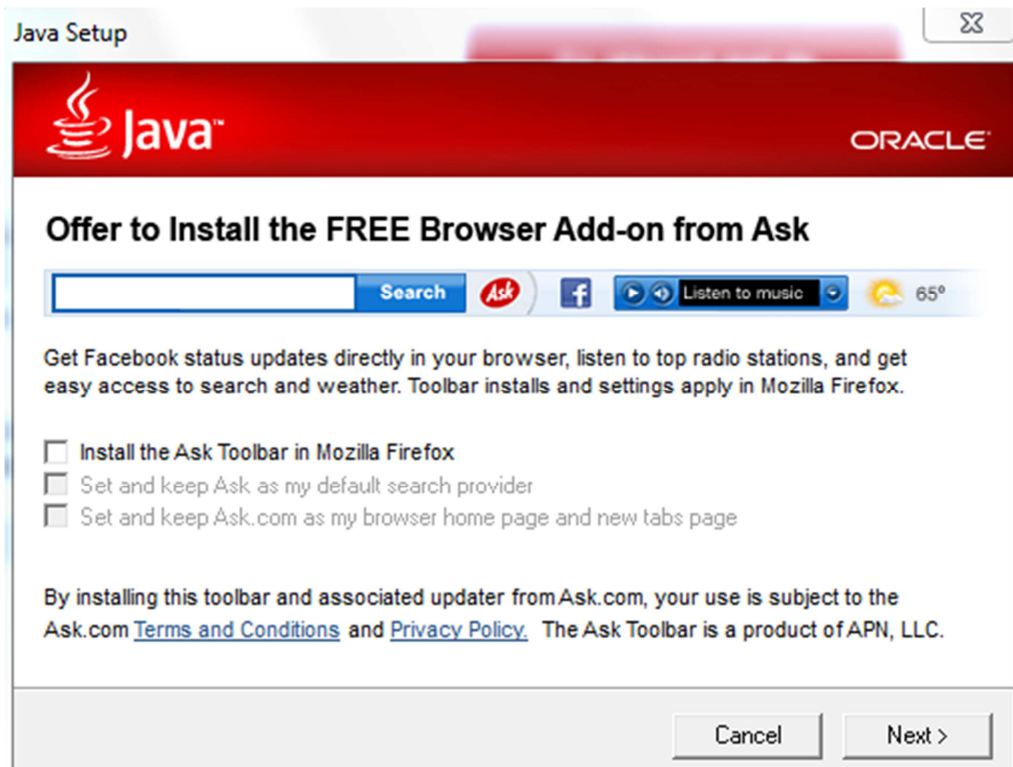 Java Setup
Java™
ORACLE
Offer to Install the FREE Browser Add-on from Ask
Search Ask f Listen to music 65°
Get Facebook status updates directly in your browser, listen to top radio stations, and get
easy access to search and weather. Toolbar installs and settings apply in Mozilla Firefox.
Install the Ask Toolbar in Mozilla Firefox
Set and keep Ask as my default search provider
Set and keep Ask.com as my browser home page and new tabs page
By installing this toolbar and associated updater from Ask.com, your use is subject to the
Ask.com Terms and Conditions and Privacy Policy. The Ask Toolbar is a product of APN, LLC.
Cancel Next >